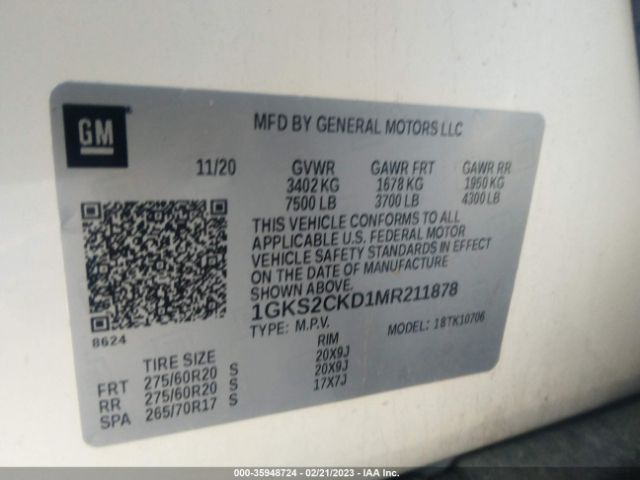 GM
MFD BY GENERAL MOTORS LLC
11/20 GVWR GAWR FRT GAWR RR
3402 KG 1678 KG 1950 KG
7500 LB 3700 LB 4300 LB
THIS VEHICLE CONFORMS TO ALL
APPLICABLE U.S. FEDERAL MOTOR
VEHICLE SAFETY STANDARDS IN EFFECT
ON THE DATE OF MANUFACTURE
SHOWN ABOVE.
1GKS2CKD1MR211878
TYPE: M.P.V. MODEL: 18TK10706
8624
TIRE SIZE RIM
FRT 275/60R20 S 20X9J
RR 275/60R20 S 20X9J
SPA 265/70R17 S 17X7J
000-35948724 / 02/21/2023 - IAA Inc.